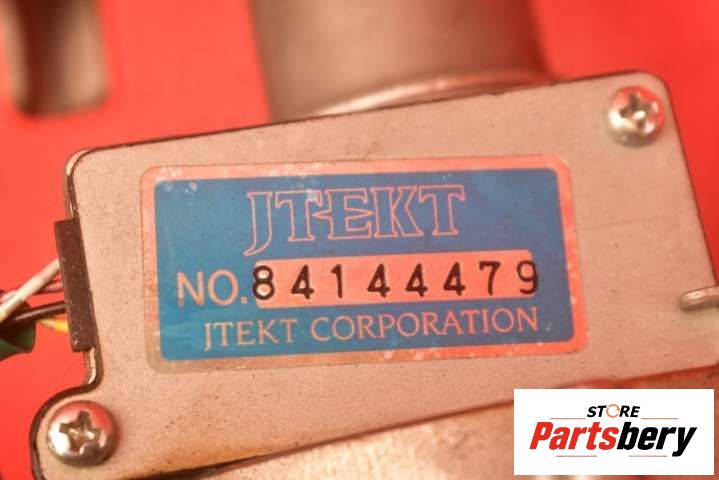 JTEKT
NO. 84144479
JTEKT CORPORATION
STORE
Partsbery